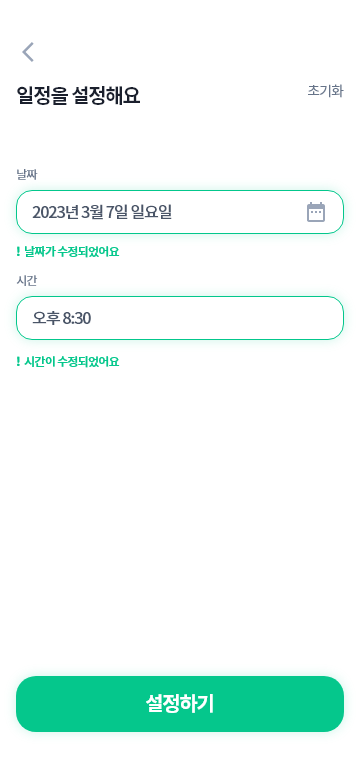 일정을 설정해요
초기화
날짜
2023년 3월 7일 일요일
! 날짜가 수정되었어요
시간
오후 8:30
! 시간이 수정되었어요
설정하기